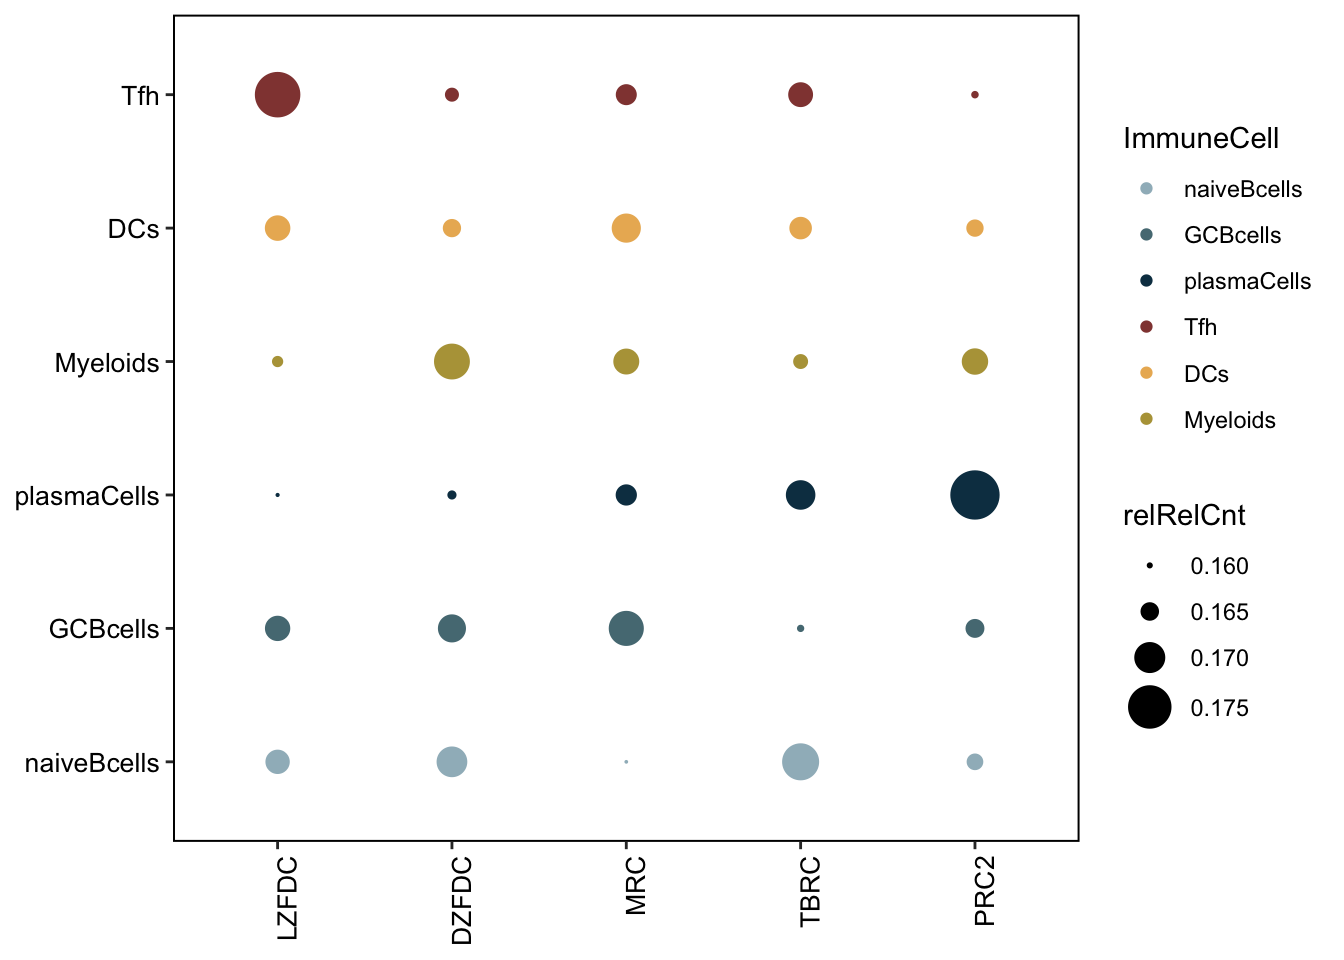 Tfh
DCs
Myeloids
plasmaCells
GCBcells
naiveBcells
LZFDC
DZFDC
MRC
TBRC
PRC2
ImmuneCell
naiveBcells
GCBcells
plasmaCells
Tfh
DCs
Myeloids
relRelCnt
0.160
0.165
0.170
0.175